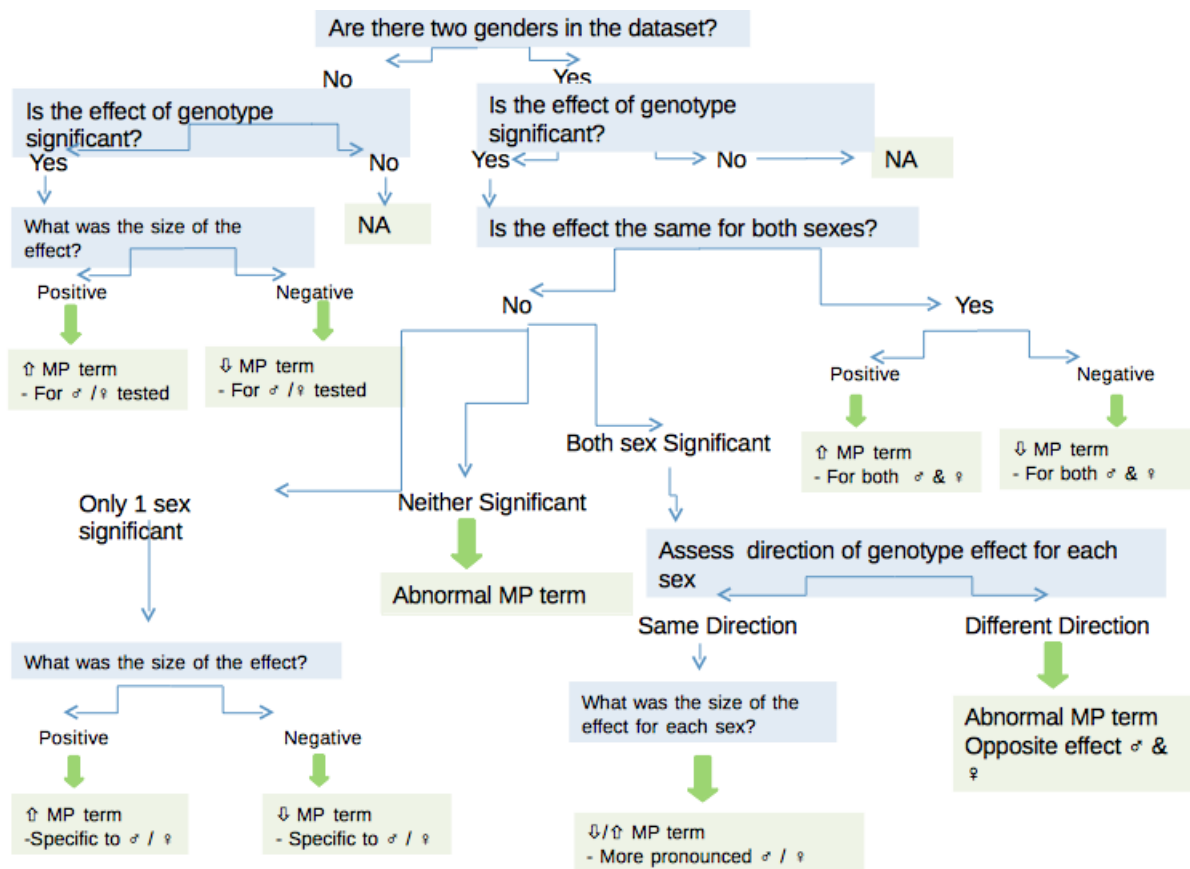 Are there two genders in the dataset?
No
Yes
Is the effect of genotype
significant?
Is the effect of genotype
significant?
Yes
No
Yes
No
NA
NA
What was the size of the
effect?
Is the effect the same for both sexes?
Positive
Negative
No
Yes
⇧ MP term
- For ♂ /♀ tested
⇩ MP term
- For ♂ /♀ tested
Positive
Negative
⇧ MP term
- For both ♂ & ♀
⇩ MP term
- For both ♂ & ♀
Only 1 sex
significant
Neither Significant
Both sex Significant
Abnormal MP term
Assess direction of genotype effect for each
sex
Same Direction
Different Direction
What was the size of the effect?
What was the size of the
effect for each sex?
Abnormal MP term
Opposite effect ♂ &
♀
Positive
Negative
⇧ MP term
-Specific to ♂ / ♀
⇩ MP term
- Specific to ♂ / ♀
⇩/⇧ MP term
- More pronounced ♂ / ♀